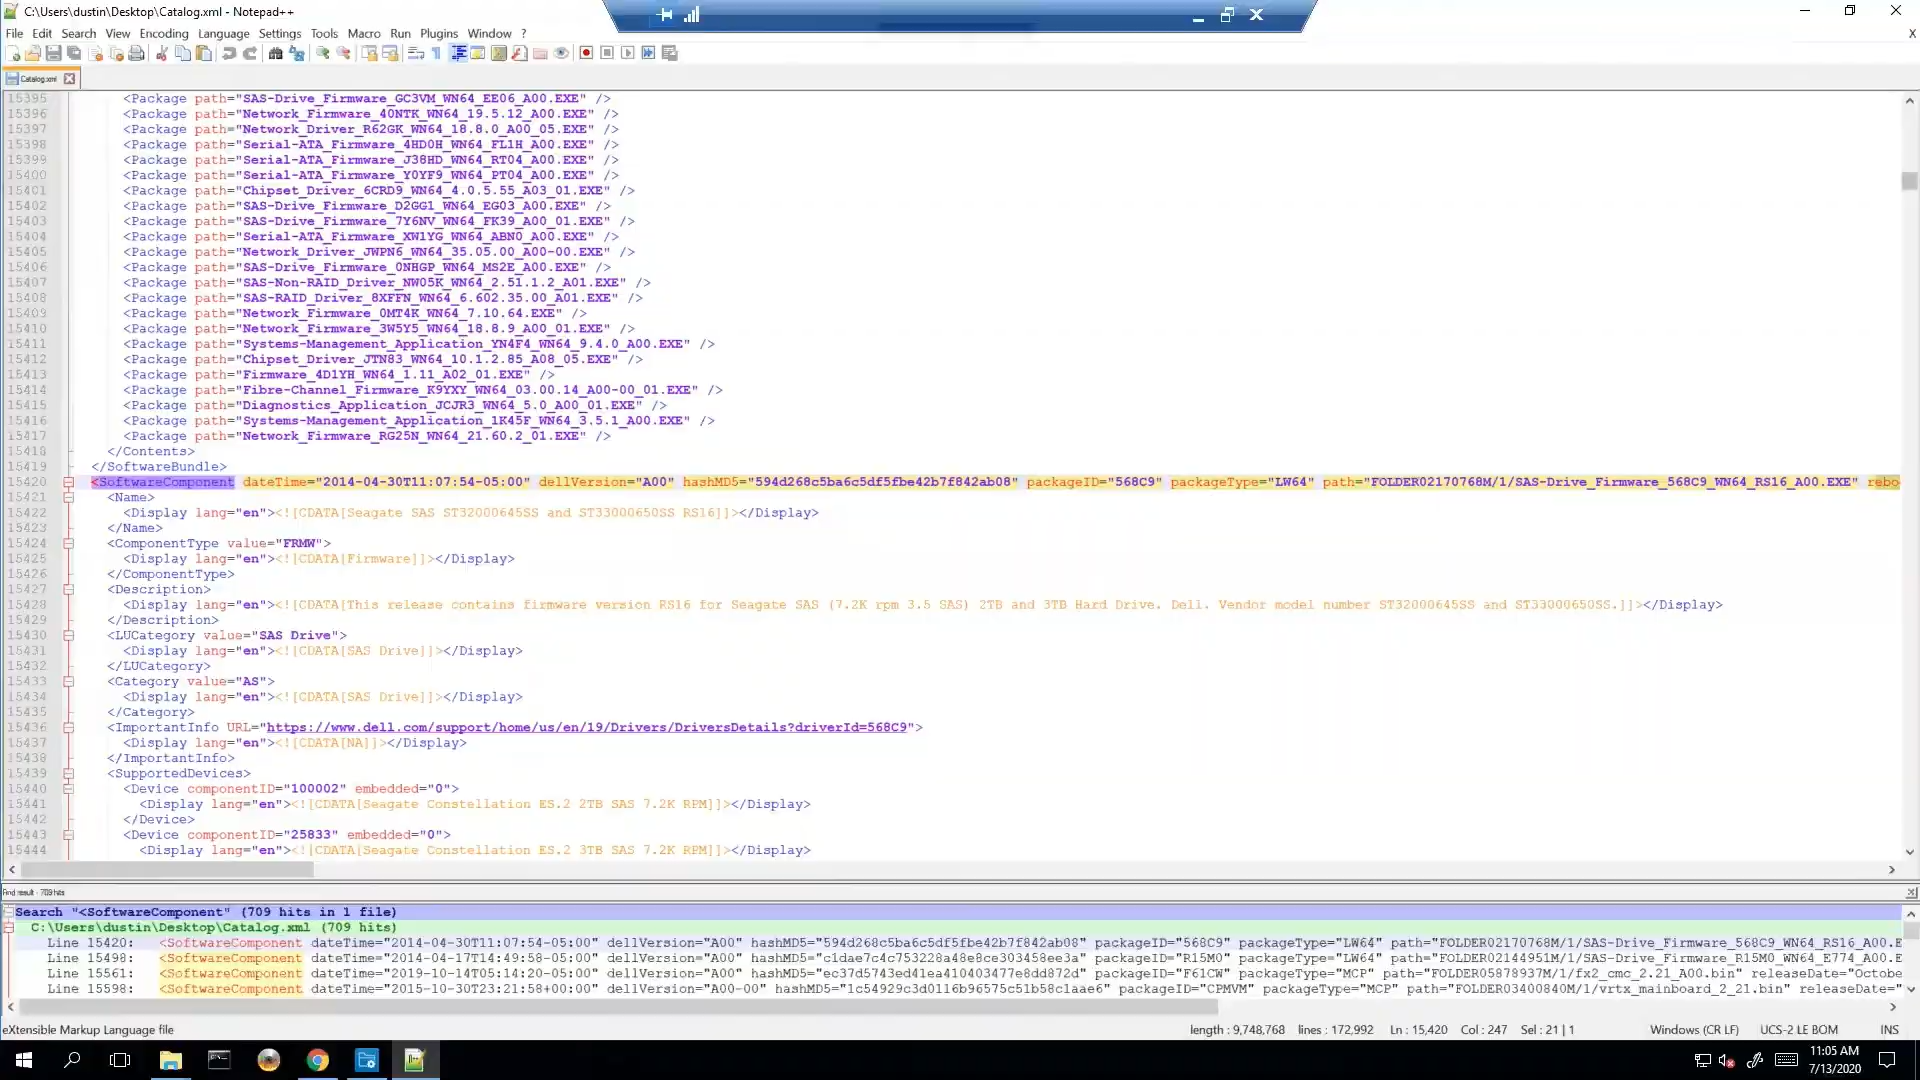 C:\Users\dustin\Desktop\Catalog.xml - Notepad++
File Edit Search View Encoding Language Settings Tools Macro Run Plugins Window ?
Catalog.xml
15395 <Package path="SAS-Drive_Firmware_GC3VM_WN64_EE06_A00.EXE" />
15396 <Package path="Network_Firmware_40NTK_WN64_19.5.12_A00.EXE" />
15397 <Package path="Network_Driver_R62GK_WN64_18.8.0_A00_05.EXE" />
15398 <Package path="Serial-ATA_Firmware_4HD0H_WN64_FL1H_A00.EXE" />
15399 <Package path="Serial-ATA_Firmware_J38HD_WN64_RT04_A00.EXE" />
15400 <Package path="Serial-ATA_Firmware_Y0YF9_WN64_PT04_A00.EXE" />
15401 <Package path="Chipset_Driver_6CRD9_WN64_4.0.5.55_A03_01.EXE" />
15402 <Package path="SAS-Drive_Firmware_D2GG1_WN64_EG03_A00.EXE" />
15403 <Package path="SAS-Drive_Firmware_7Y6NV_WN64_FK39_A00_01.EXE" />
15404 <Package path="Serial-ATA_Firmware_XW1YG_WN64_ABN0_A00.EXE" />
15405 <Package path="Network_Driver_JWPN6_WN64_35.05.00_A00-00.EXE" />
15406 <Package path="SAS-Drive_Firmware_0NHGP_WN64_MS2E_A00.EXE" />
15407 <Package path="SAS-Non-RAID_Driver_NW05K_WN64_2.51.1.2_A01.EXE" />
15408 <Package path="SAS-RAID_Driver_8XFFN_WN64_6.602.35.00_A01.EXE" />
15409 <Package path="Network_Firmware_0MT4K_WN64_7.10.64.EXE" />
15410 <Package path="Network_Firmware_3W5Y5_WN64_18.8.9_A00_01.EXE" />
15411 <Package path="Systems-Management_Application_YN4F4_WN64_9.4.0_A00.EXE" />
15412 <Package path="Chipset_Driver_JTN83_WN64_10.1.2.85_A08_05.EXE" />
15413 <Package path="Firmware_4D1YH_WN64_1.11_A02_01.EXE" />
15414 <Package path="Fibre-Channel_Firmware_K9YXY_WN64_03.00.14_A00-00_01.EXE" />
15415 <Package path="Diagnostics_Application_JCJR3_WN64_5.0_A00_01.EXE" />
15416 <Package path="Systems-Management_Application_1K45F_WN64_3.5.1_A00.EXE" />
15417 <Package path="Network_Firmware_RG25N_WN64_21.60.2_01.EXE" />
15418 </Contents>
15419 </SoftwareBundle>
15420 <SoftwareComponent dateTime="2014-04-30T11:07:54-05:00" dellVersion="A00" hashMD5="594d268c5ba6c5df5fbe42b7f842ab08" packageID="568C9" packageType="LW64" path="FOLDER02170768M/1/SAS-Drive_Firmware_568C9_WN64_RS16_A00.EXE" rebo
15421 <Name>
15422 <Display lang="en"><![CDATA[Seagate SAS ST32000645SS and ST33000650SS RS16]]></Display>
15423 </Name>
15424 <ComponentType value="FRMW">
15425 <Display lang="en"><![CDATA[Firmware]]></Display>
15426 </ComponentType>
15427 <Description>
15428 <Display lang="en"><![CDATA[This release contains firmware version RS16 for Seagate SAS (7.2K rpm 3.5 SAS) 2TB and 3TB Hard Drive. Dell. Vendor model number ST32000645SS and ST33000650SS.]]></Display>
15429 </Description>
15430 <LUCategory value="SAS Drive">
15431 <Display lang="en"><![CDATA[SAS Drive]]></Display>
15432 </LUCategory>
15433 <Category value="AS">
15434 <Display lang="en"><![CDATA[SAS Drive]]></Display>
15435 </Category>
15436 <ImportantInfo URL="https://www.dell.com/support/home/us/en/19/Drivers/DriversDetails?driverId=568C9">
15437 <Display lang="en"><![CDATA[NA]]></Display>
15438 </ImportantInfo>
15439 <SupportedDevices>
15440 <Device componentID="100002" embedded="0">
15441 <Display lang="en"><![CDATA[Seagate Constellation ES.2 2TB SAS 7.2K RPM]]></Display>
15442 </Device>
15443 <Device componentID="25833" embedded="0">
15444 <Display lang="en"><![CDATA[Seagate Constellation ES.2 3TB SAS 7.2K RPM]]></Display>
Find result - 709 hits
Search "<SoftwareComponent" (709 hits in 1 file)
C:\Users\dustin\Desktop\Catalog.xml (709 hits)
Line 15420: <SoftwareComponent dateTime="2014-04-30T11:07:54-05:00" dellVersion="A00" hashMD5="594d268c5ba6c5df5fbe42b7f842ab08" packageID="568C9" packageType="LW64" path="FOLDER02170768M/1/SAS-Drive_Firmware_568C9_WN64_RS16_A00.E
Line 15498: <SoftwareComponent dateTime="2014-04-17T14:49:58-05:00" dellVersion="A00" hashMD5="c1dae7c4c753228a48e8ce303458ee3a" packageID="R15M0" packageType="LW64" path="FOLDER02144951M/1/SAS-Drive_Firmware_R15M0_WN64_E774_A00.E
Line 15561: <SoftwareComponent dateTime="2019-10-14T05:14:20-05:00" dellVersion="A00" hashMD5="ec37d5743ed41ea410403477e8dd872d" packageID="F61CW" packageType="MCP" path="FOLDER05878937M/1/fx2_cmc_2.21_A00.bin" releaseDate="Octobe
Line 15598: <SoftwareComponent dateTime="2015-10-30T23:21:58+00:00" dellVersion="A00-00" hashMD5="1c54929c3d0116b96575c51b58c1aae6" packageID="CPMVM" packageType="MCP" path="FOLDER03400840M/1/vrtx_mainboard_2_21.bin" releaseDate="
eXtensible Markup Language file length : 9,748,768 lines : 172,992 Ln : 15,420 Col : 247 Sel : 21 | 1 Windows (CR LF) UCS-2 LE BOM INS
11:05 AM
7/13/2020